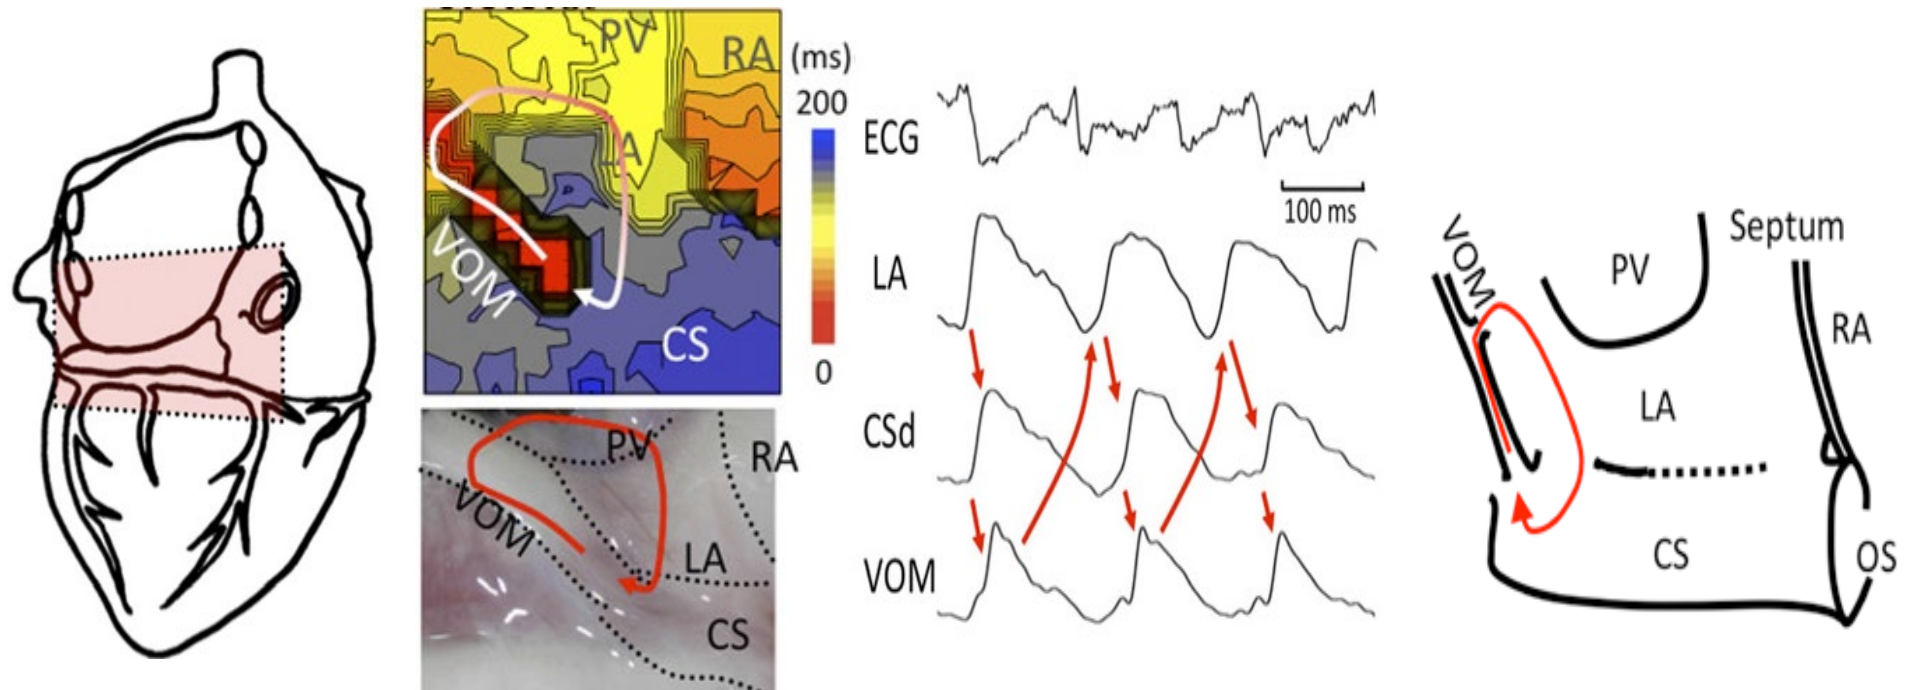 PV
RA
LA
VOM
CS
(ms)
200
0
PV
RA
VOM
LA
CS
ECG
100 ms
LA
CSd
VOM
VOM
PV
Septum
RA
LA
CS
OS